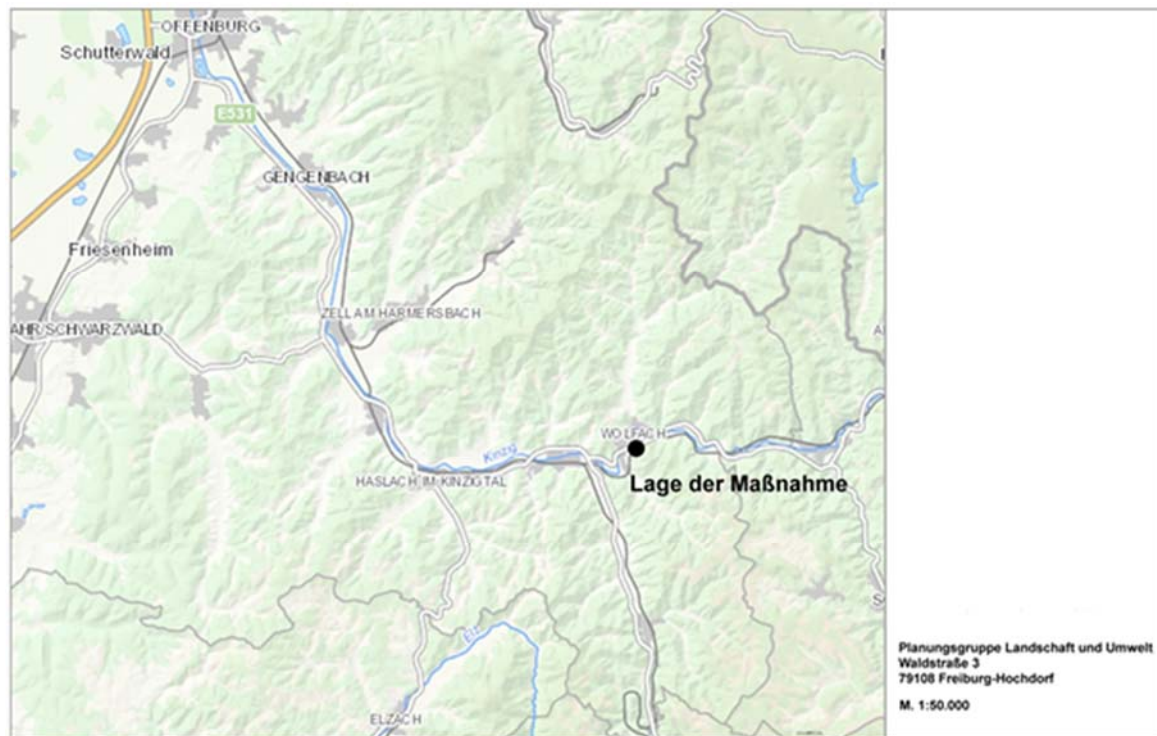 OFFENBURG
Schutterwald
E531
GENGENBACH
Friesenheim
ZELL AM HARMERSBACH
AHR/SCHWARZWALD
WOLFACH
Kinzig
HASLACH IM KINZIGTAL
Lage der Maßnahme
Elz
ELZACH
Planungsgruppe Landschaft und Umwelt
Waldstraße 3
79108 Freiburg-Hochdorf
M. 1:50.000